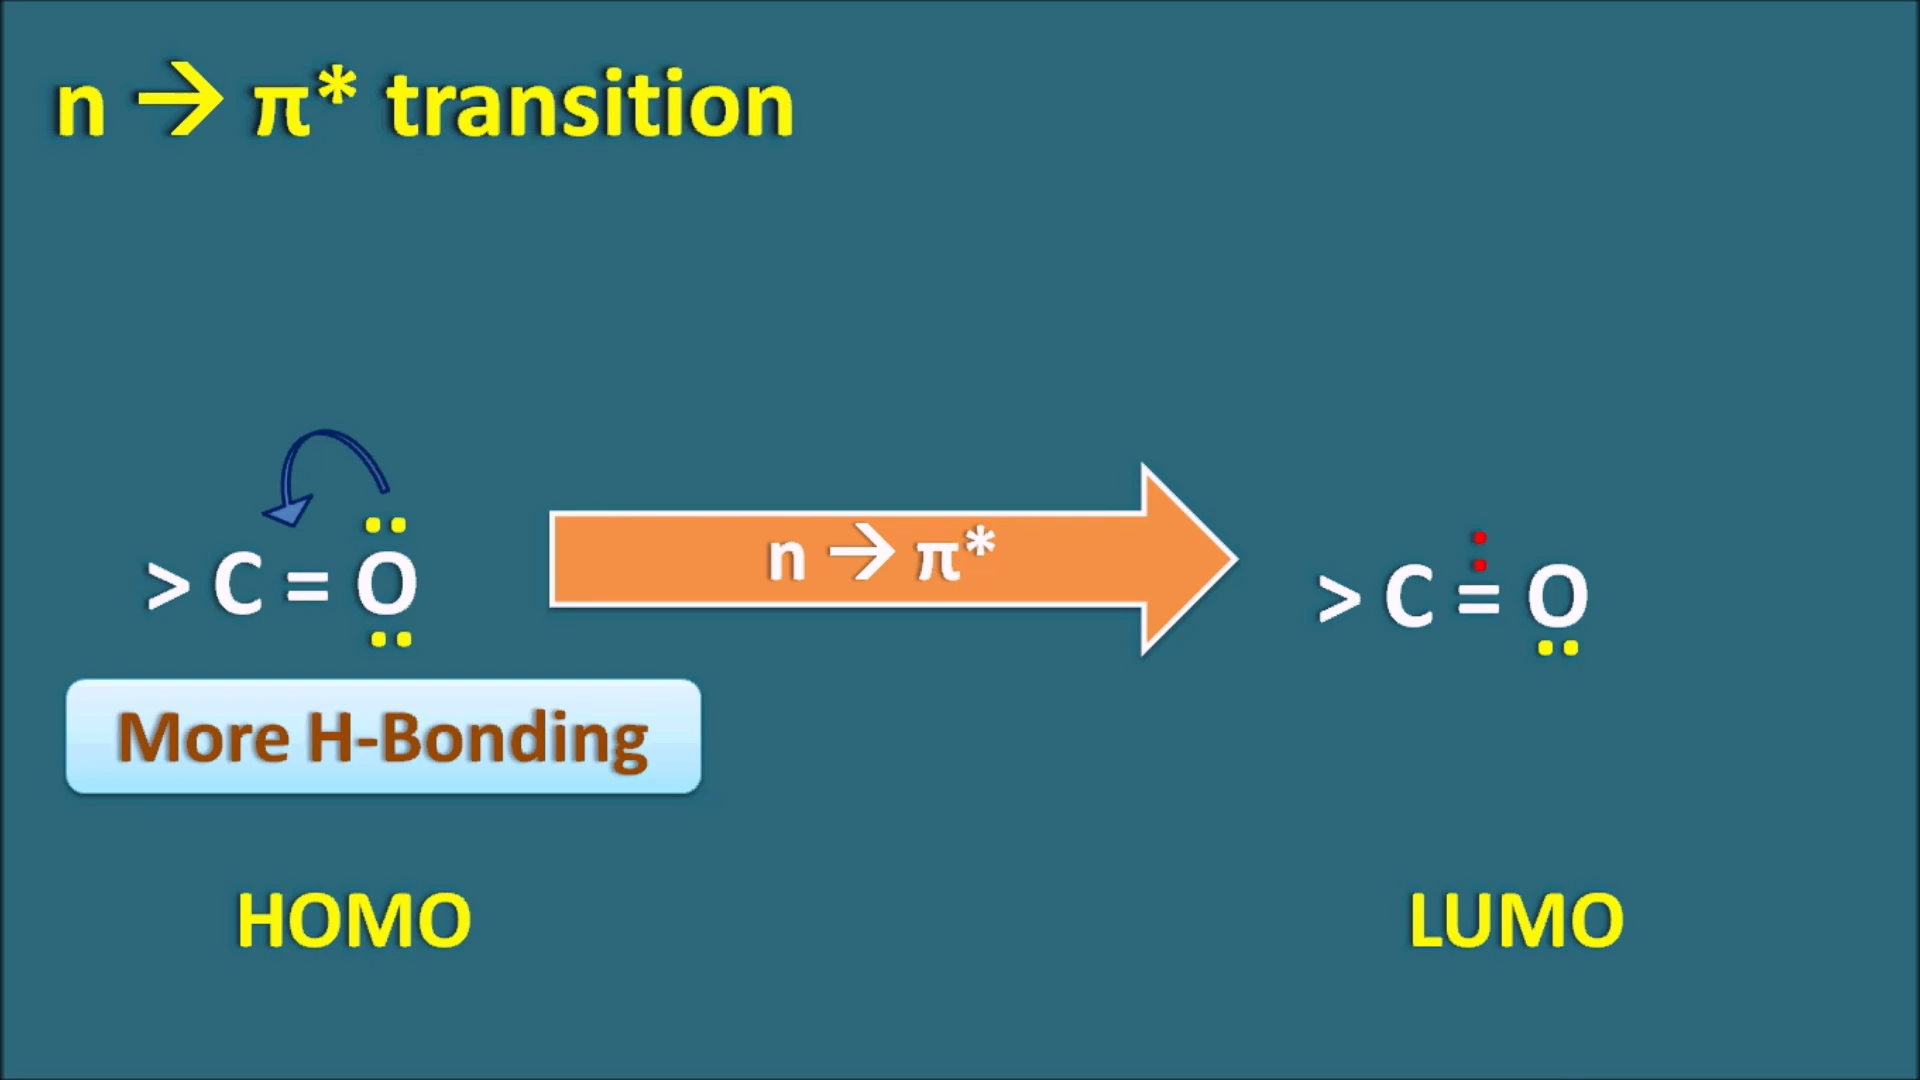 n → π* transition
> C = O
n → π*
> C = O
More H-Bonding
HOMO
LUMO